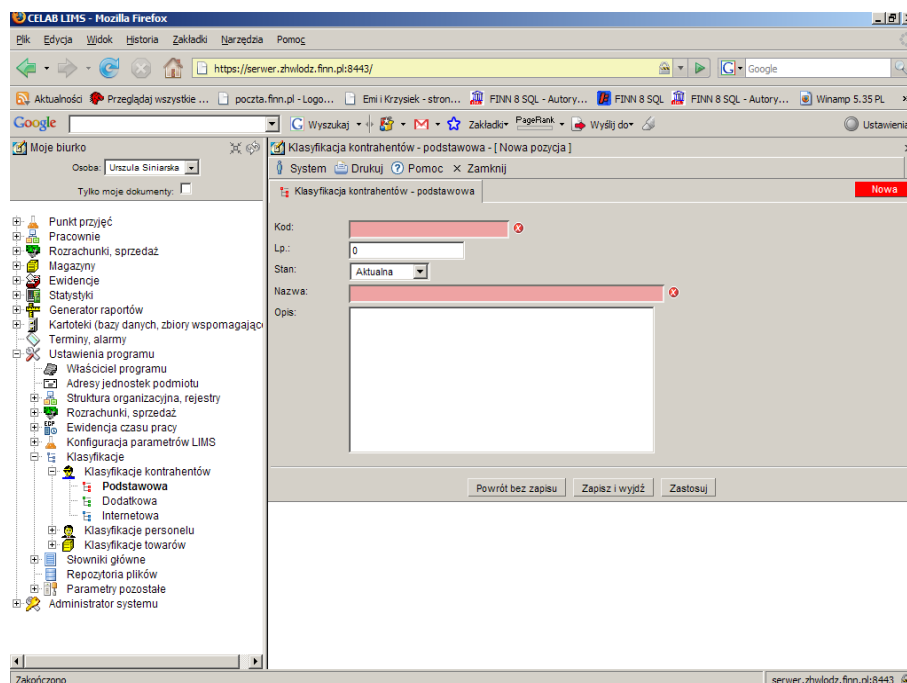 CELAB LIMS - Mozilla Firefox
Plik Edycja Widok Historia Zakładki Narzędzia Pomoc
https://serwer.zhwlodz.finn.pl:8443/
G Google
Aktualności Przeglądaj wszystkie ... poczta.finn.pl - Logo... Emi i Krzysiek - stron... FINN 8 SQL - Autory... FINN 8 SQL FINN 8 SQL - Autory... Winamp 5.35 PL »
Google G Wyszukaj Zakładki PageRank Wyślij do Ustawienia
Moje biurko
Osoba: Urszula Siniarska
Tylko moje dokumenty:
Punkt przyjęć
Pracownie
Rozrachunki, sprzedaż
Magazyny
Ewidencje
Statystyki
Generator raportów
Kartoteki (bazy danych, zbiory wspomagając
Terminy, alarmy
Ustawienia programu
Właściciel programu
Adresy jednostek podmiotu
Struktura organizacyjna, rejestry
Rozrachunki, sprzedaż
Ewidencja czasu pracy
Konfiguracja parametrów LIMS
Klasyfikacje
Klasyfikacje kontrahentów
Podstawowa
Dodatkowa
Internetowa
Klasyfikacje personelu
Klasyfikacje towarów
Słowniki główne
Repozytoria plików
Parametry pozostałe
Administrator systemu
Klasyfikacja kontrahentów - podstawowa - [ Nowa pozycja ]
System Drukuj Pomoc Zamknij
Klasyfikacja kontrahentów - podstawowa Nowa
Kod:
Lp.: 0
Stan: Aktualna
Nazwa:
Opis:
Powrót bez zapisu Zapisz i wyjdź Zastosuj
Zakończono serwer.zhwlodz.finn.pl:8443